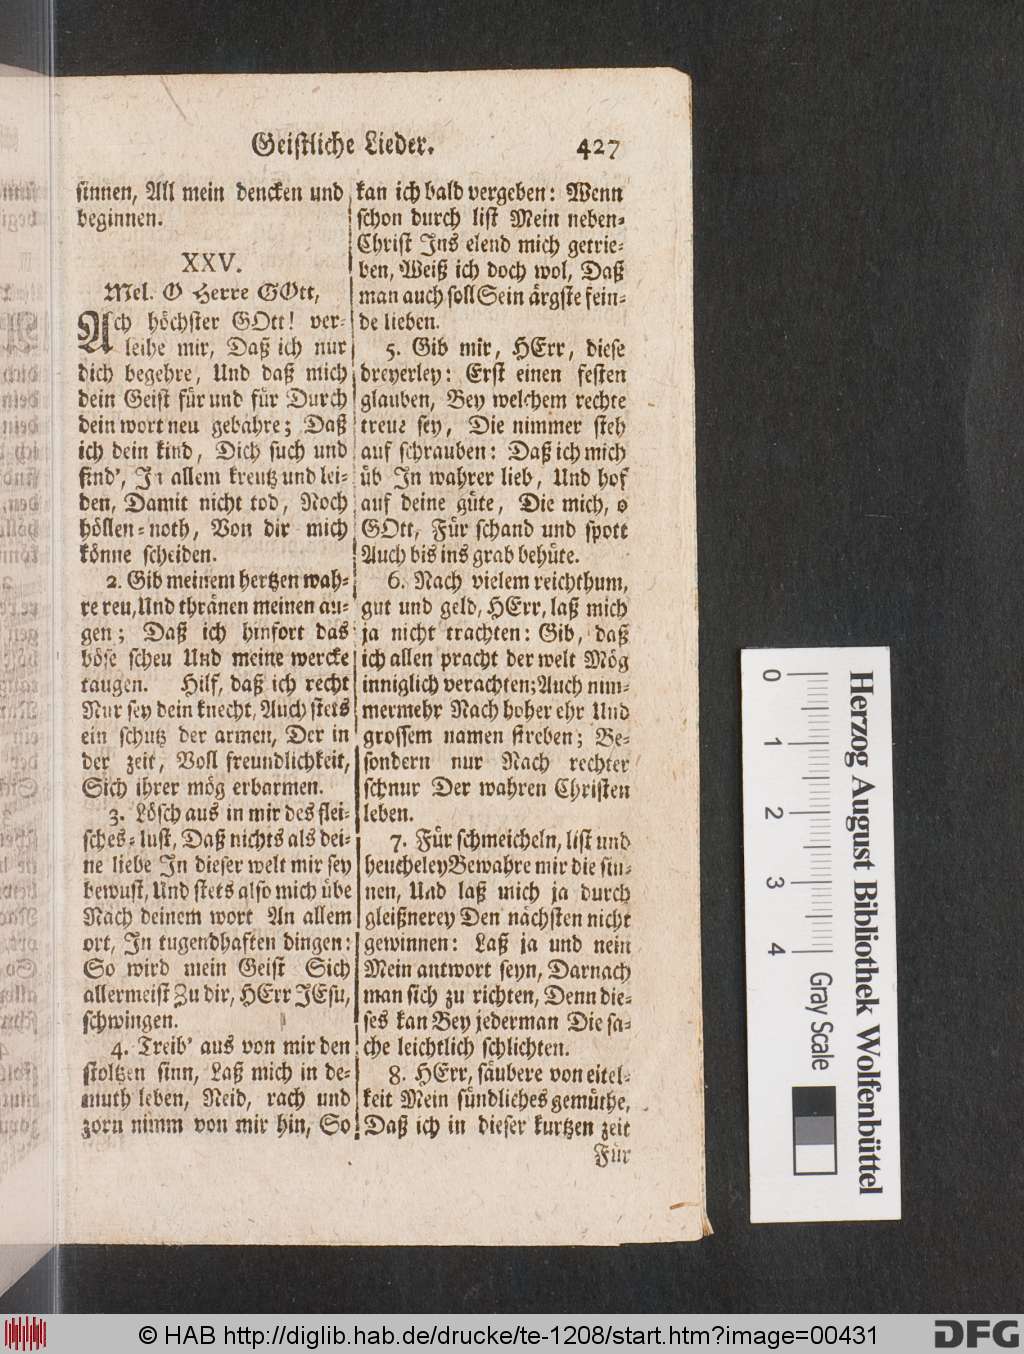 Geistliche Lieder. 427
sinnen, All mein dencken und
beginnen.
XXV.
Mel. O Herre GOtt,
Ach höchster GOtt! ver-
leihe mir, Daß ich nur
dich begehre, Und daß mich
dein Geist für und für Durch
dein wort neu gebähre; Daß
ich dein kind, Dich such und
find', In allem kreutz und lei-
den, Damit nicht tod, Noch
höllen-noth, Von dir mich
könne scheiden.
2. Gib meinem hertzen wah-
re reu, Und thränen meinen au-
gen; Daß ich hinfort das
böse scheu Und meine wercke
taugen. Hilf, daß ich recht
Nur sey dein knecht, Auch stets
ein schutz der armen, Der in
der zeit, Voll freundlichkeit,
Sich ihrer mög erbarmen.
3. Lösch aus in mir des flei-
sches-lust, Daß nichts als dei-
ne liebe In dieser welt mir sey
bewust, Und stets also mich übe
Nach deinem wort An allem
ort, In tugendhaften dingen:
So wird mein Geist Sich
allermeist Zu dir, HErr JEsu,
schwingen.
4. Treib' aus von mir den
stoltzen sinn, Laß mich in de-
muth leben, Neid, rach und
zorn nimm von mir hin, So
kan ich bald vergeben: Wenn
schon durch list Mein neben-
Christ Ins elend mich getrie-
ben, Weiß ich doch wol, Daß
man auch soll Sein ärgste fein-
de lieben.
5. Gib mir, HErr, diese
dreyerley: Erst einen festen
glauben, Bey welchem rechte
treue sey, Die nimmer steh
auf schrauben: Daß ich mich
üb In wahrer lieb, Und hof
auf deine güte, Die mich, o
GOtt, Für schand und spott
Auch bis ins grab behüte.
6. Nach vielem reichthum,
gut und geld, HErr, laß mich
ja nicht trachten: Gib, daß
ich allen pracht der welt Mög
inniglich verachten; Auch nim-
mermehr Nach hoher ehr Und
grossem namen streben; Be-
sondern nur Nach rechter
schnur Der wahren Christen
leben.
7. Für schmeicheln, list und
heucheley Bewahre mir die sin-
nen, Und laß mich ja durch
gleißnerey Den nächsten nicht
gewinnen: Laß ja und nein
Mein antwort seyn, Darnach
man sich zu richten, Denn die-
ses kan Bey jederman Die sa-
che leichtlich schlichten.
8. HErr, säubere von eitel-
keit Mein sündliches gemüthe,
Daß ich in dieser kurtzen zeit
Für
0 1 2 3 4 Gray Scale
Herzog August Bibliothek Wolfenbüttel
© HAB http://diglib.hab.de/drucke/te-1208/start.htm?image=00431
DFG